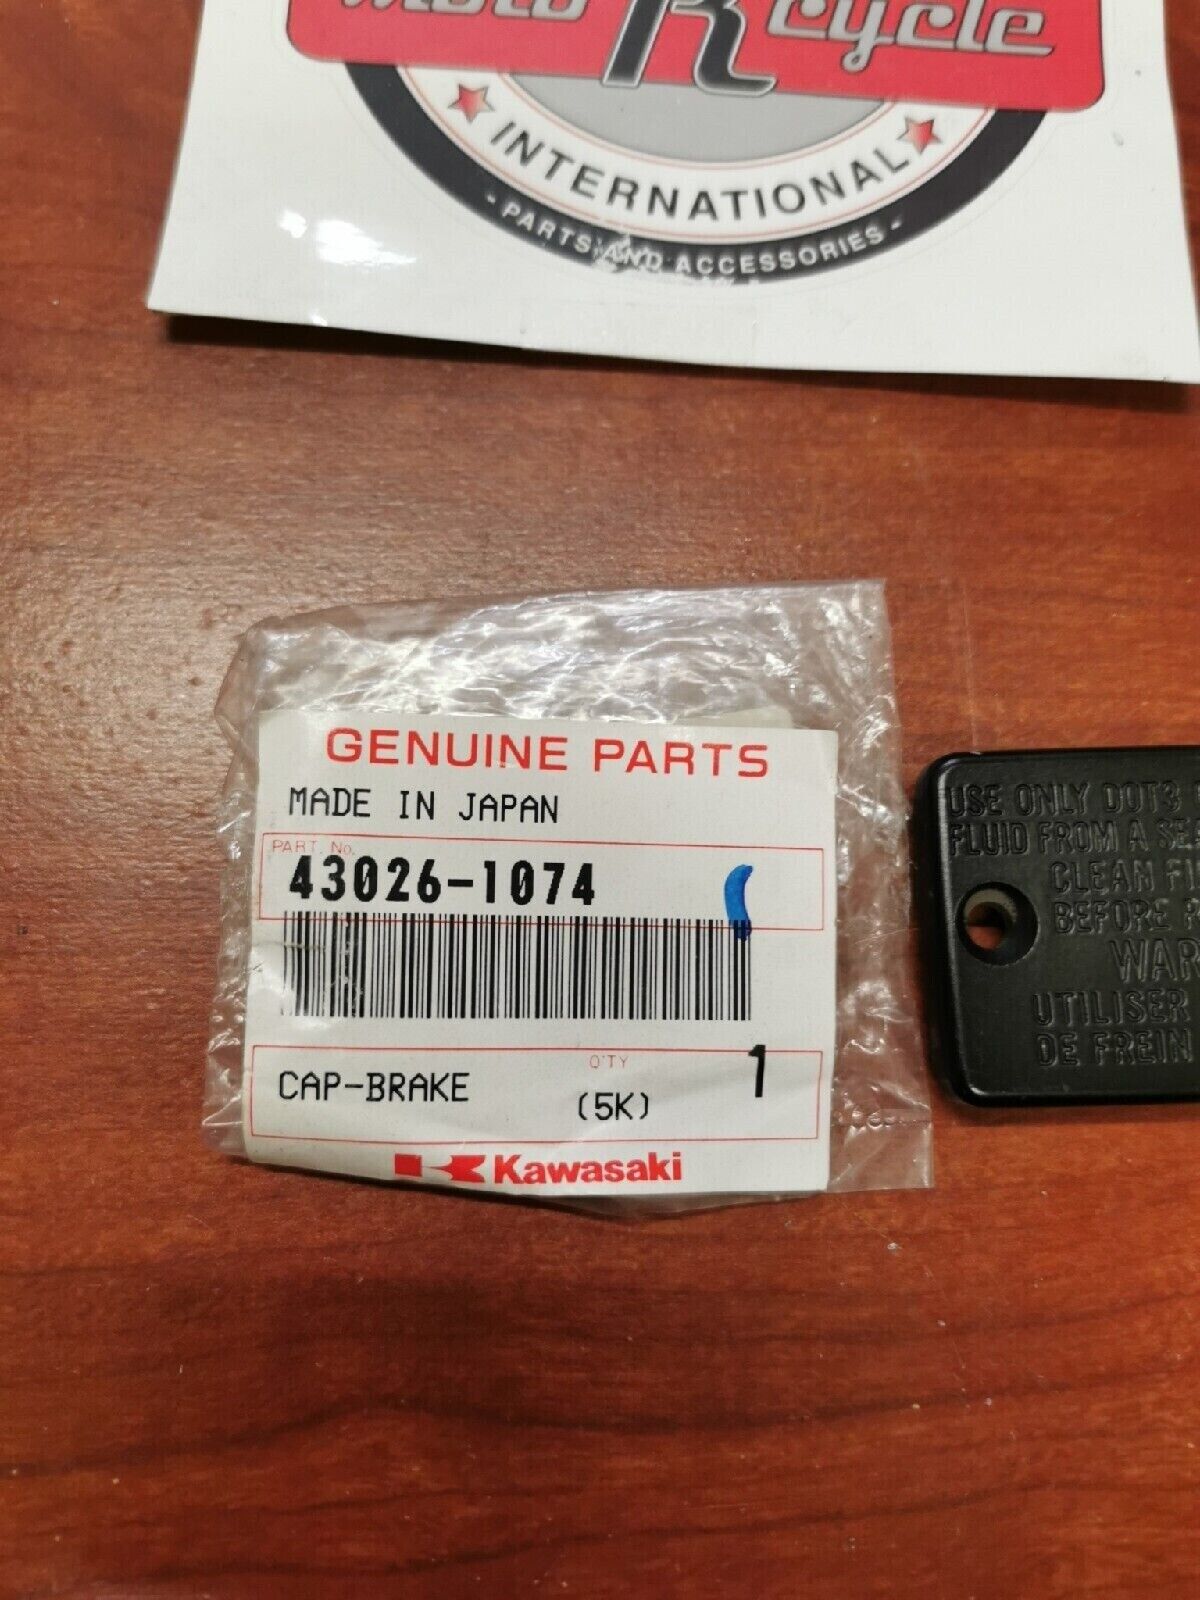 Moto R cycle
INTERNATIONAL
- PARTS AND ACCESSORIES -
GENUINE PARTS
MADE IN JAPAN
PART. No.
43026-1074
CAP-BRAKE
Q'TY
(5K)
1
Kawasaki
USE ONLY DOT3
FLUID FROM A
CLEAN
BEFORE
UTILISER
DE FREIN